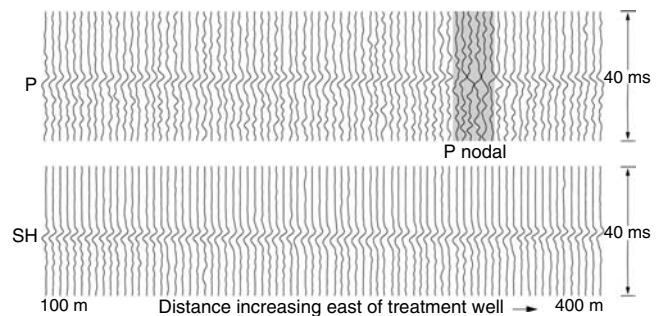 P
40 ms
P nodal
SH
40 ms
100 m
Distance increasing east of treatment well
400 m